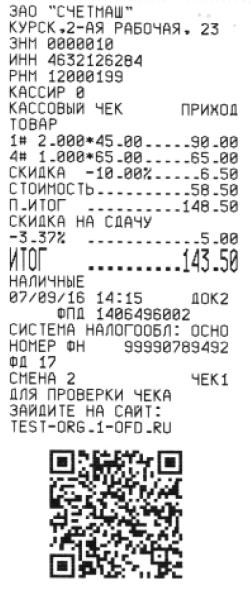 ЗАО "СЧЕТМАШ"
КУРСК,2-АЯ РАБОЧАЯ, 23
ЗНМ 0000010
ИНН 4632126284
РНМ 12000199
КАССИР 0
КАССОВЫЙ ЧЕК ПРИХОД
ТОВАР
1# 2.000*45.00.....90.00
4# 1.000*65.00.....65.00
СКИДКА -10.00%.....6.50
СТОИМОСТЬ..........58.50
П.ИТОГ ..........148.50
СКИДКА НА СДАЧУ
-3.37% ...........5.00
ИТОГ ..........143.50
НАЛИЧНЫЕ
07/09/16 14:15 ДОК2
ФПД 1406496002
СИСТЕМА НАЛОГООБЛ: ОСНО
НОМЕР ФН 99990789492
ФД 17
СМЕНА 2 ЧЕК1
ДЛЯ ПРОВЕРКИ ЧЕКА
ЗАЙДИТЕ НА САЙТ:
TEST-ORG.1-OFD.RU